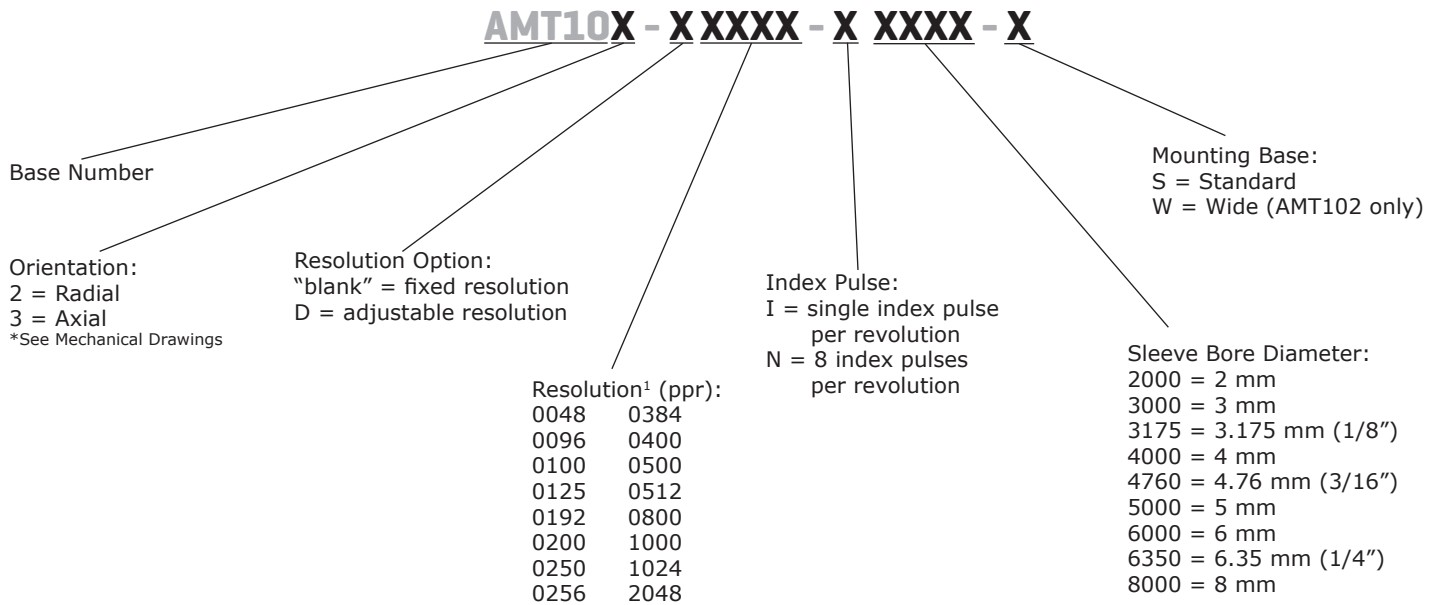 AMT10X - X XXXX - X XXXX - X
Base Number
Orientation:
2 = Radial
3 = Axial
*See Mechanical Drawings
Resolution Option:
“blank” = fixed resolution
D = adjustable resolution
Resolution¹ (ppr):
0048 0384
0096 0400
0100 0500
0125 0512
0192 0800
0200 1000
0250 1024
0256 2048
Index Pulse:
I = single index pulse
per revolution
N = 8 index pulses
per revolution
Sleeve Bore Diameter:
2000 = 2 mm
3000 = 3 mm
3175 = 3.175 mm (1/8”)
4000 = 4 mm
4760 = 4.76 mm (3/16”)
5000 = 5 mm
6000 = 6 mm
6350 = 6.35 mm (1/4”)
8000 = 8 mm
Mounting Base:
S = Standard
W = Wide (AMT102 only)